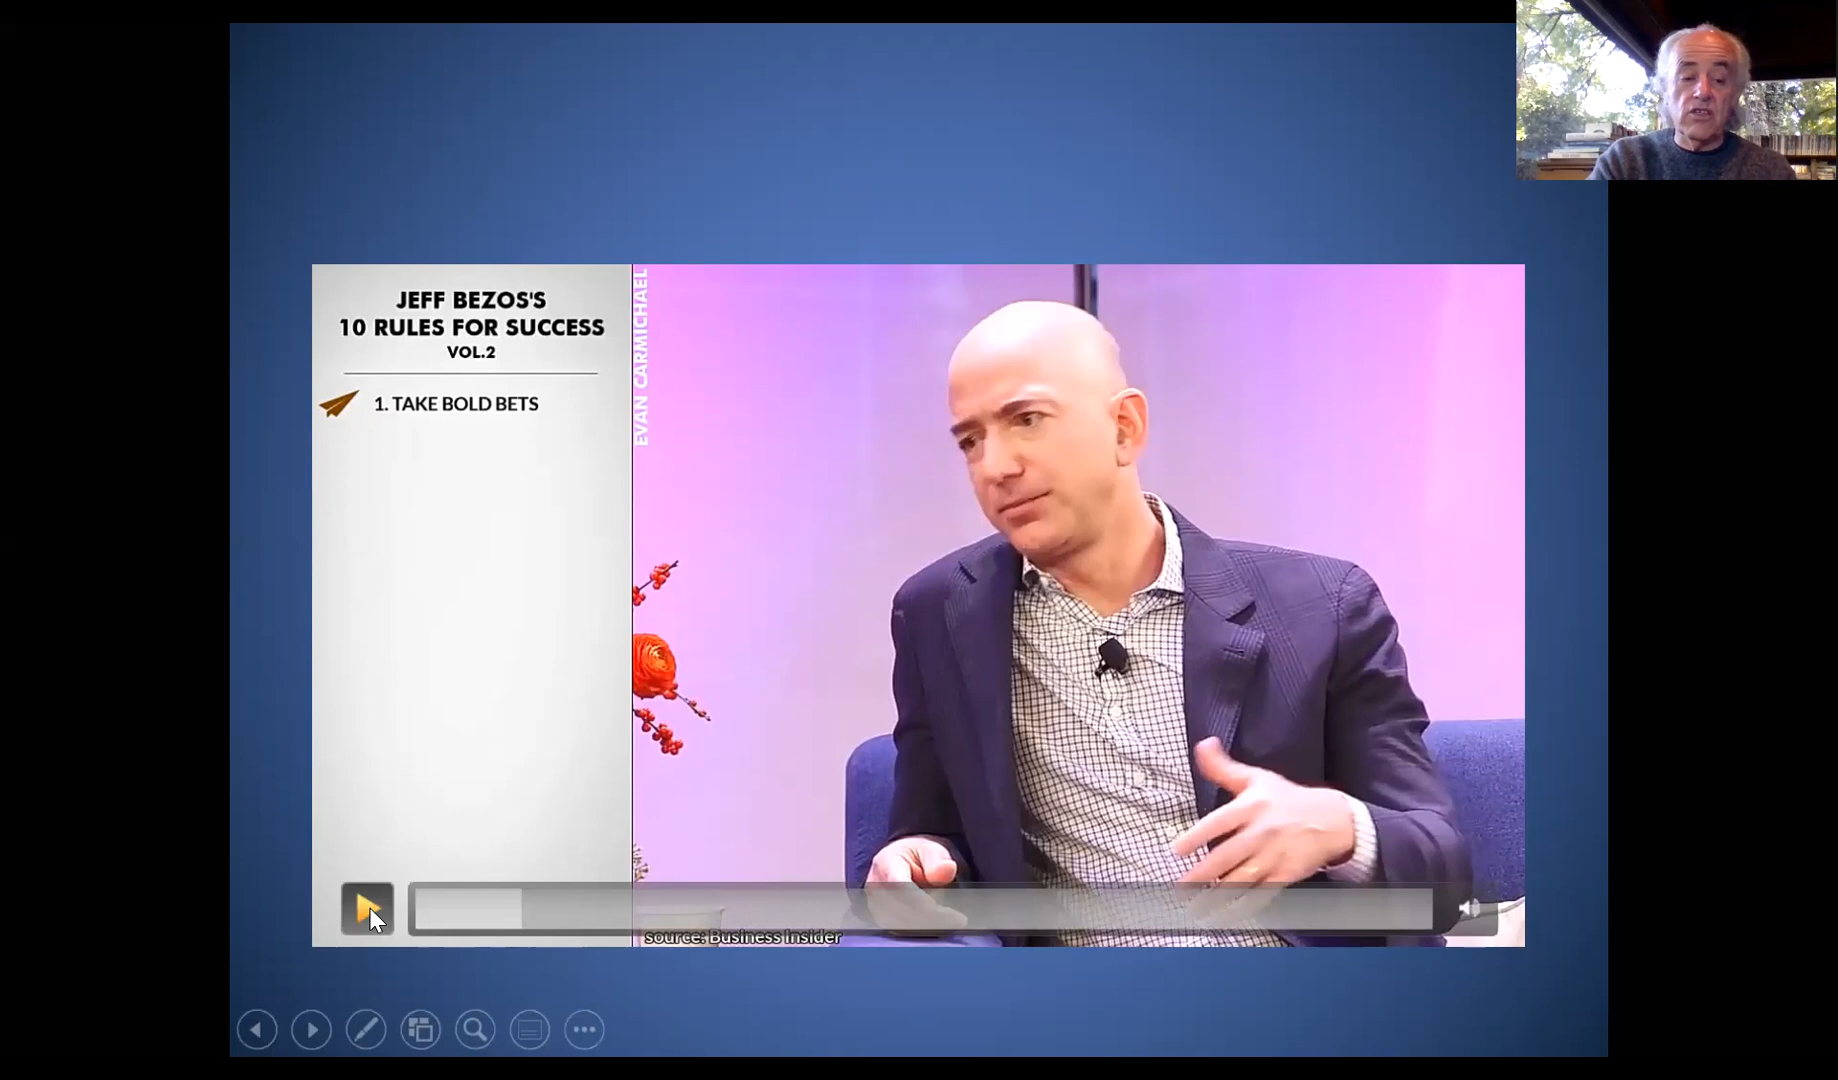 JEFF BEZOS'S
10 RULES FOR SUCCESS
VOL.2
1. TAKE BOLD BETS
EVAN CARMICHAEL
source: Business Insider